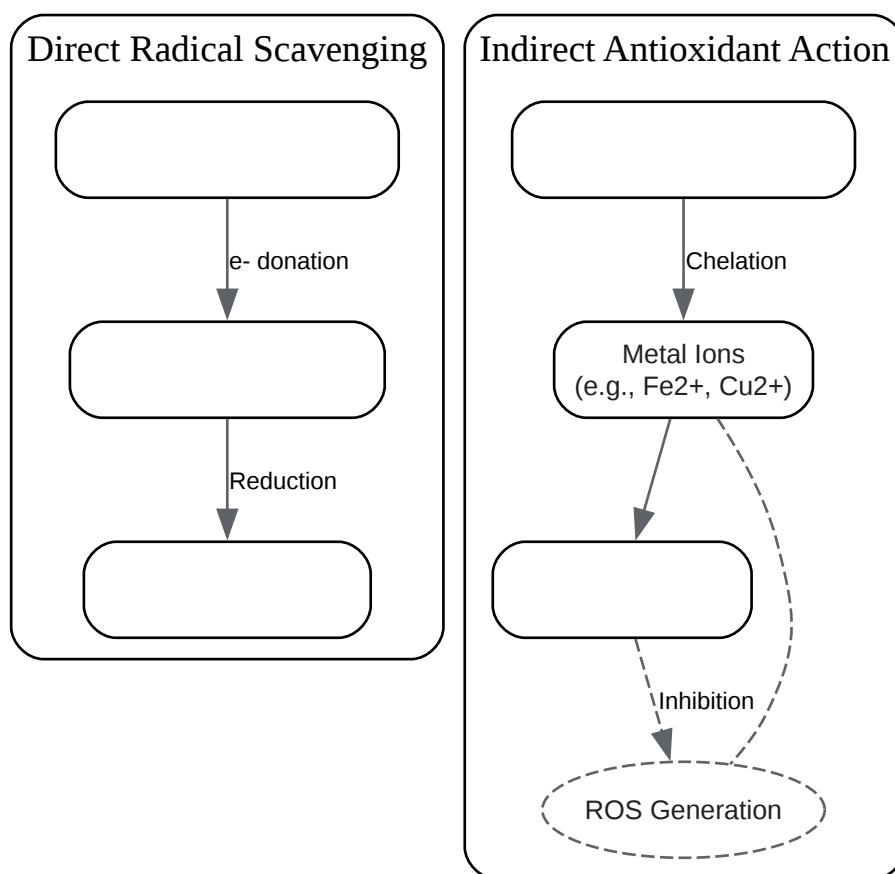 Direct Radical Scavenging
e- donation
Reduction
Indirect Antioxidant Action
Chelation
Metal Ions
(e.g., Fe2+, Cu2+)
Inhibition
ROS Generation